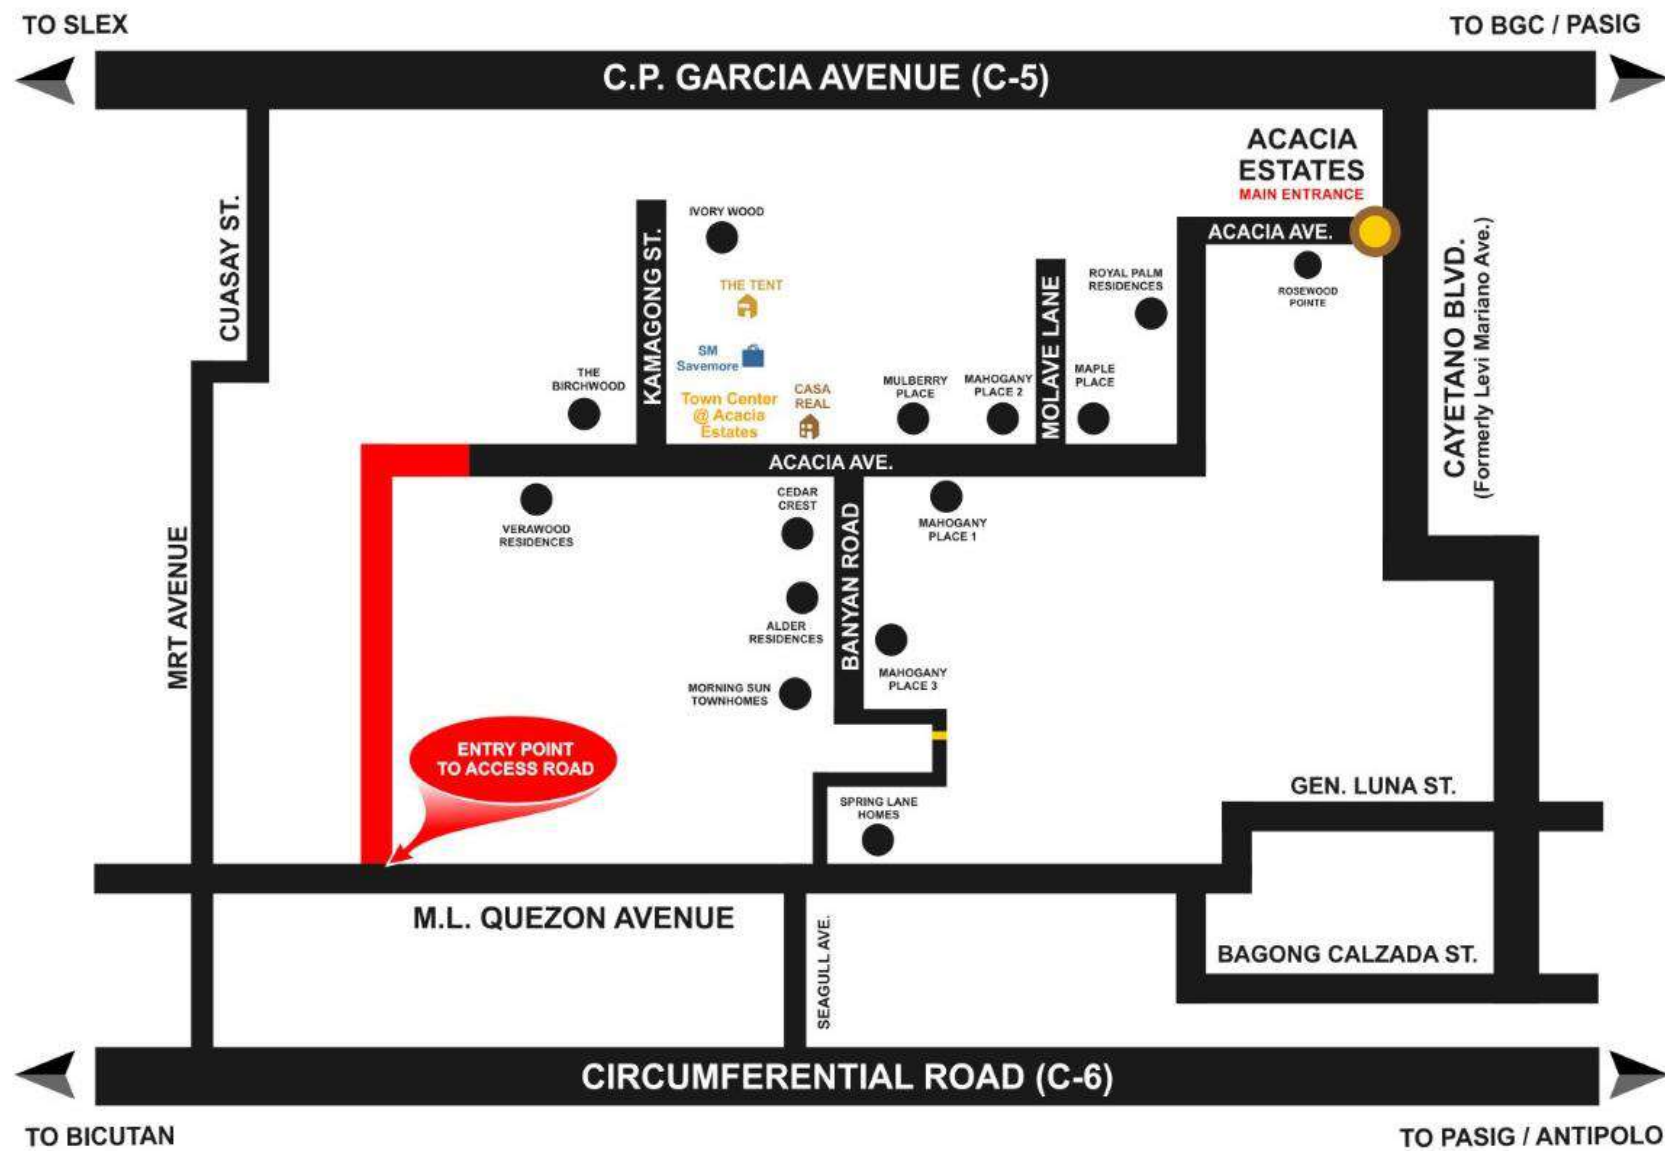 TO SLEX
TO BGC / PASIG
C.P. GARCIA AVENUE (C-5)
ACACIA
ESTATES
MAIN ENTRANCE
ACACIA AVE.
CUASAY ST.
KAMAGONG ST.
IVORY WOOD
THE TENT
SM
Savemore
Town Center
@ Acacia
Estates
CASA
REAL
THE
BIRCHWOOD
MULBERRY
PLACE
MAHOGANY
PLACE 2
MOLAVE LANE
MAPLE
PLACE
ROYAL PALM
RESIDENCES
ROSEWOOD
POINTE
CAYETANO BLVD.
(Formerly Levi Mariano Ave.)
ACACIA AVE.
VERAWOOD
RESIDENCES
CEDAR
CREST
BANYAN ROAD
MAHOGANY
PLACE 1
MRT AVENUE
ALDER
RESIDENCES
MAHOGANY
PLACE 3
MORNING SUN
TOWNHOMES
ENTRY POINT
TO ACCESS ROAD
SPRING LANE
HOMES
GEN. LUNA ST.
M.L. QUEZON AVENUE
SEAGULL AVE.
BAGONG CALZADA ST.
CIRCUMFERENTIAL ROAD (C-6)
TO BICUTAN
TO PASIG / ANTIPOLO